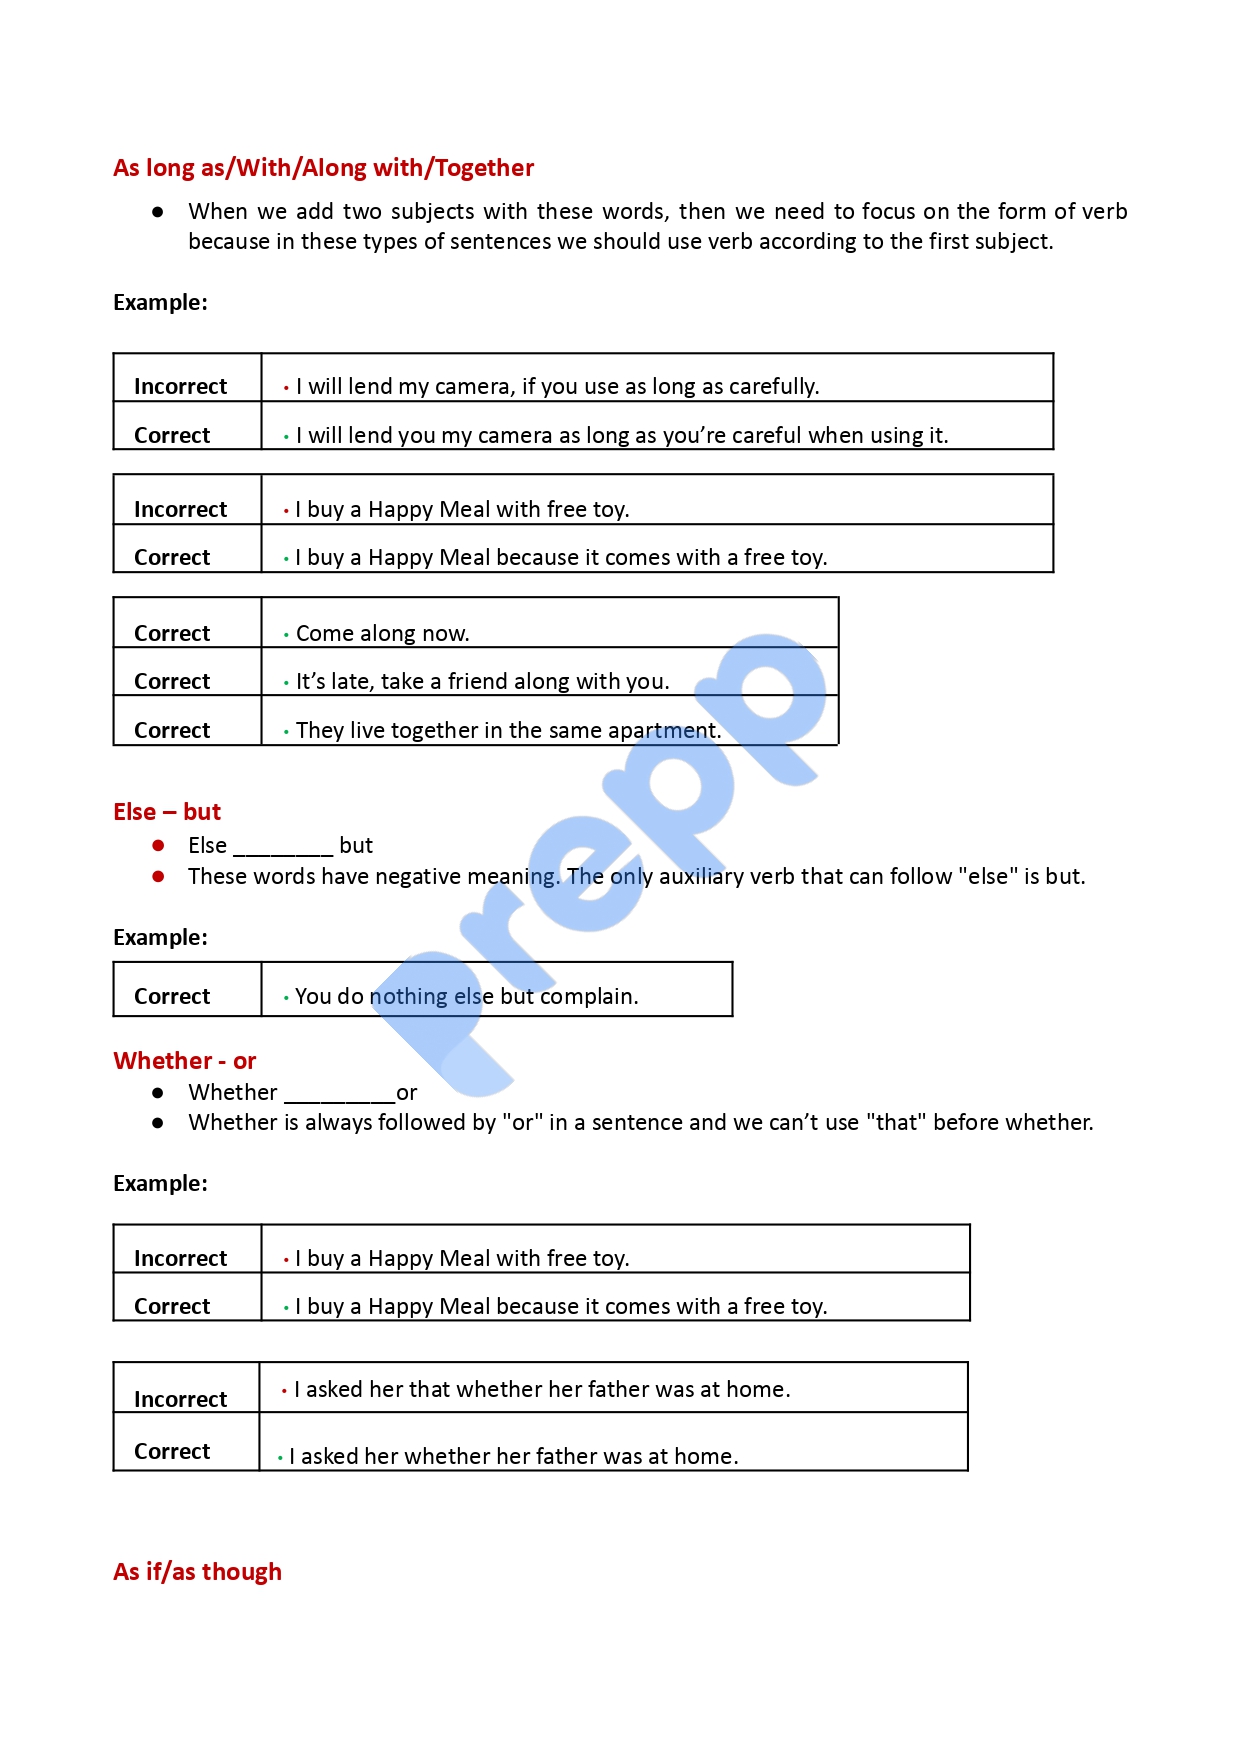 As long as/With/Along with/Together
● When we add two subjects with these words, then we need to focus on the form of verb
because in these types of sentences we should use verb according to the first subject.
Example:
Incorrect • I will lend my camera, if you use as long as carefully.
Correct • I will lend you my camera as long as you’re careful when using it.
Incorrect • I buy a Happy Meal with free toy.
Correct • I buy a Happy Meal because it comes with a free toy.
Correct • Come along now.
Correct • It’s late, take a friend along with you.
Correct • They live together in the same apartment.
prepp
Else – but
● Else ________ but
● These words have negative meaning. The only auxiliary verb that can follow "else" is but.
Example:
Correct • You do nothing else but complain.
Whether - or
● Whether _________or
● Whether is always followed by "or" in a sentence and we can’t use "that" before whether.
Example:
Incorrect • I buy a Happy Meal with free toy.
Correct • I buy a Happy Meal because it comes with a free toy.
Incorrect • I asked her that whether her father was at home.
Correct • I asked her whether her father was at home.
As if/as though